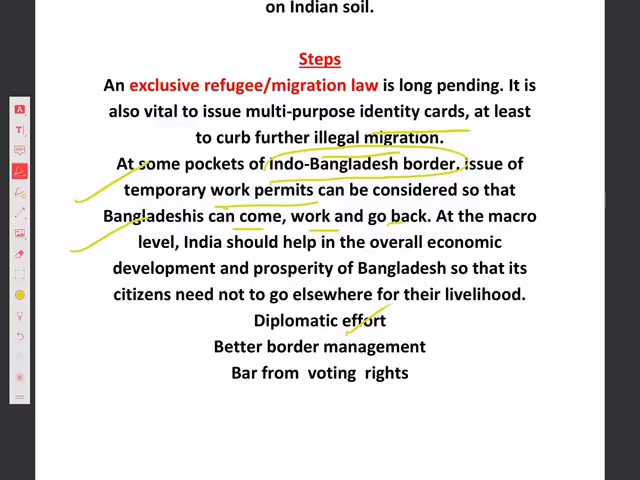 on Indian soil.
Steps
An exclusive refugee/migration law is long pending. It is
also vital to issue multi-purpose identity cards, at least
to curb further illegal migration.
At some pockets of Indo-Bangladesh border, issue of
temporary work permits can be considered so that
Bangladeshis can come, work and go back. At the macro
level, India should help in the overall economic
development and prosperity of Bangladesh so that its
citizens need not to go elsewhere for their livelihood.
Diplomatic effort
Better border management
Bar from voting rights